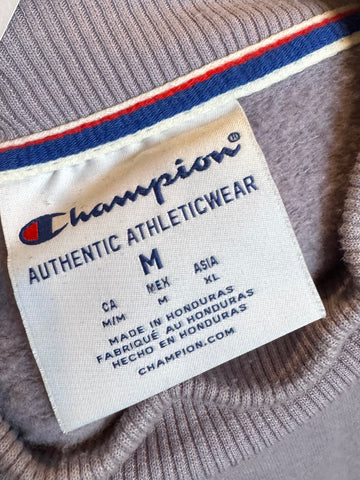 Champion®
AUTHENTIC ATHLETICWEAR
M
CA MEX ASIA
M/M M XL
MADE IN HONDURAS
FABRIQUÉ AU HONDURAS
HECHO EN HONDURAS
CHAMPION.COM